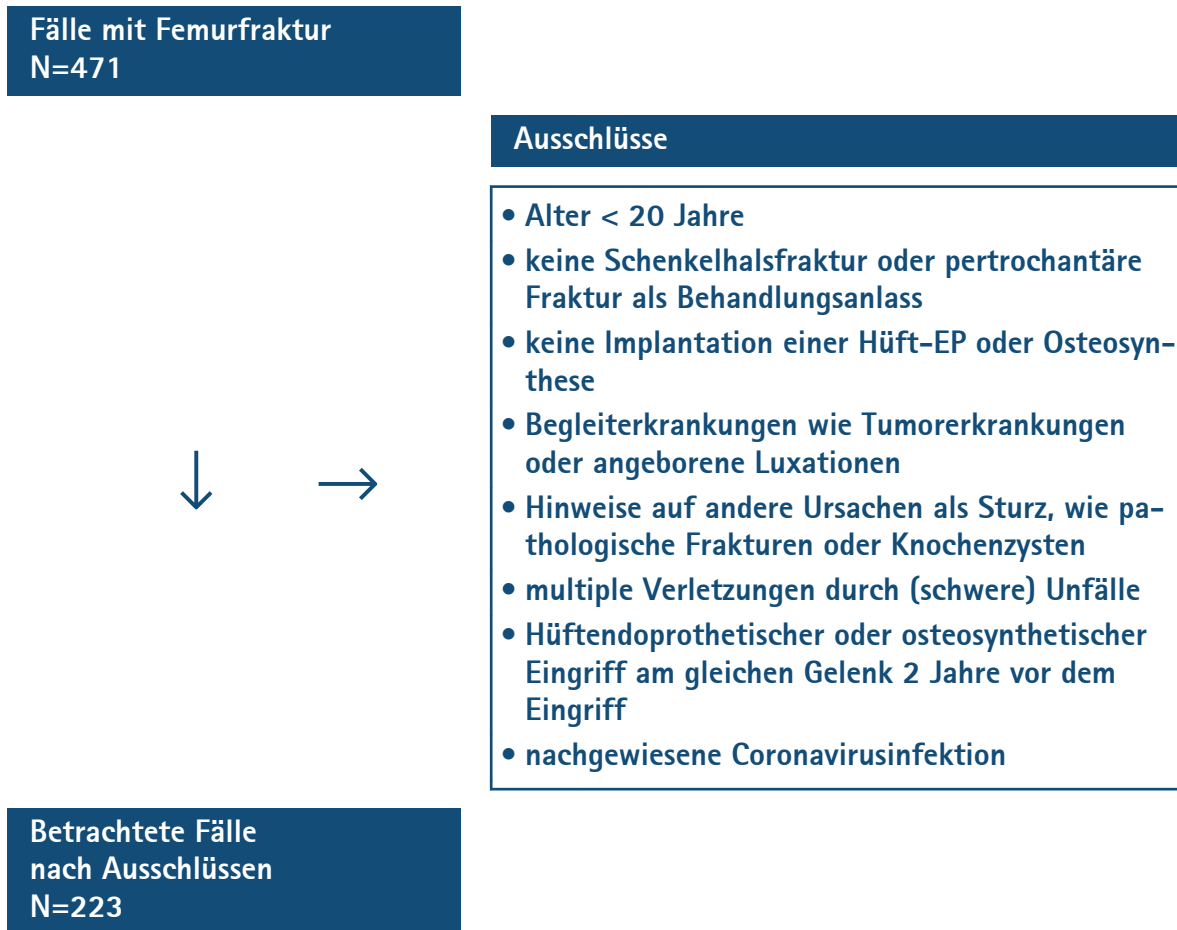 Fälle mit Femurfraktur
N=471
Ausschlüsse
• Alter < 20 Jahre
• keine Schenkelhalsfraktur oder pertrochantäre
Fraktur als Behandlungsanlass
• keine Implantation einer Hüft-EP oder Osteosyn-
these
• Begleiterkrankungen wie Tumorerkrankungen
oder angeborene Luxationen
• Hinweise auf andere Ursachen als Sturz, wie pa-
thologische Frakturen oder Knochenzysten
• multiple Verletzungen durch (schwere) Unfälle
• Hüftendoprothetischer oder osteosynthetischer
Eingriff am gleichen Gelenk 2 Jahre vor dem
Eingriff
• nachgewiesene Coronavirusinfektion
Betrachtete Fälle
nach Ausschlüssen
N=223